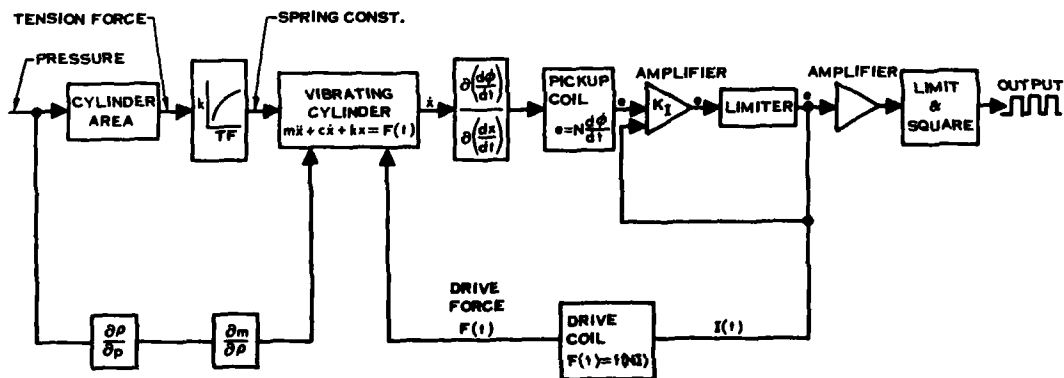 TENSION FORCE
SPRING CONST.
PRESSURE
CYLINDER
AREA
k
TF
VIBRATING
CYLINDER
mẍ + cẋ + kx = F(t)
ẋ
∂(dϕ/dt)
∂(dx/dt)
PICKUP
COIL
e=N dϕ/dt
e
AMPLIFIER
K_I
e
LIMITER
e
AMPLIFIER
LIMIT
&
SQUARE
OUTPUT
∂ρ/∂p
∂m/∂ρ
DRIVE
FORCE
F(t)
DRIVE
COIL
F(t)=f(NI)
I(t)